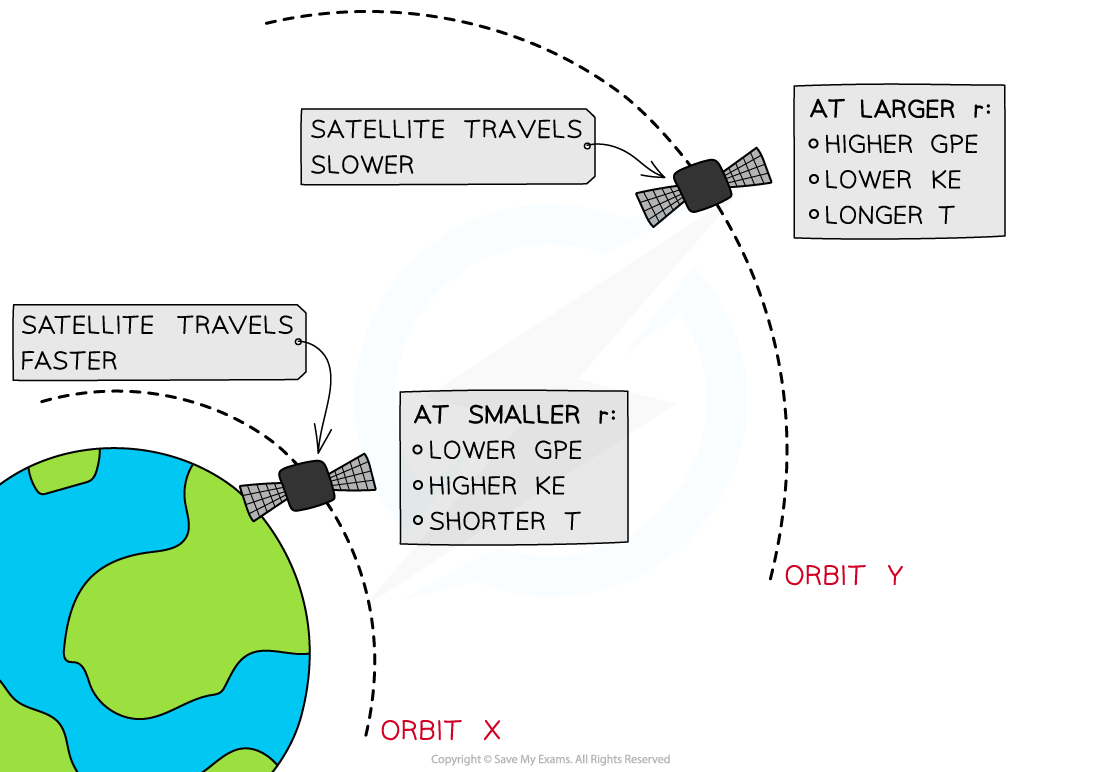 SATELLITE TRAVELS
SLOWER
AT LARGER r:
HIGHER GPE
LOWER KE
LONGER T
SATELLITE TRAVELS
FASTER
AT SMALLER r:
LOWER GPE
HIGHER KE
SHORTER T
ORBIT Y
ORBIT X
Copyright © Save My Exams. All Rights Reserved